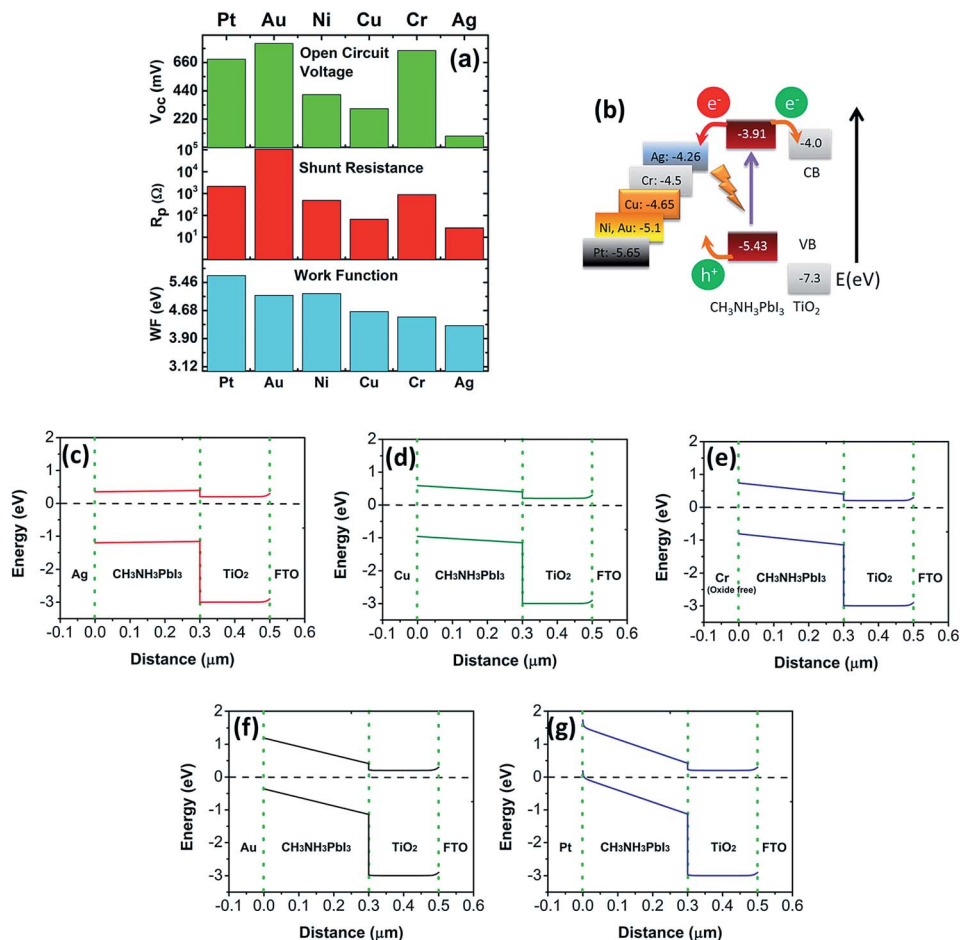 Pt Au Ni Cu Cr Ag
(a)
Open Circuit
Voltage
V_OC (mV)
660
440
220
Shunt Resistance
R_p (Ω)
10^5
10^4
10^3
10^2
10^1
Work Function
WF (eV)
5.46
4.68
3.90
3.12
Pt Au Ni Cu Cr Ag
(b)
e^- e^-
-3.91
-4.0
CB
Ag: -4.26
Cr: -4.5
Cu: -4.65
Ni, Au: -5.1
Pt: -5.65
-5.43
VB
h^+
-7.3
CH₃NH₃PbI₃ TiO₂
E(eV)
(c)
Energy (eV)
2
1
0
-1
-2
-3
Ag CH₃NH₃PbI₃ TiO₂ FTO
-0.1 0.0 0.1 0.2 0.3 0.4 0.5 0.6
Distance (μm)
(d)
Energy (eV)
2
1
0
-1
-2
-3
Cu CH₃NH₃PbI₃ TiO₂ FTO
-0.1 0.0 0.1 0.2 0.3 0.4 0.5 0.6
Distance (μm)
(e)
Energy (eV)
2
1
0
-1
-2
-3
Cr CH₃NH₃PbI₃ TiO₂ FTO
(Oxide free)
-0.1 0.0 0.1 0.2 0.3 0.4 0.5 0.6
Distance (μm)
(f)
Energy (eV)
2
1
0
-1
-2
-3
Au CH₃NH₃PbI₃ TiO₂ FTO
-0.1 0.0 0.1 0.2 0.3 0.4 0.5 0.6
Distance (μm)
(g)
Energy (eV)
2
1
0
-1
-2
-3
Pt CH₃NH₃PbI₃ TiO₂ FTO
-0.1 0.0 0.1 0.2 0.3 0.4 0.5 0.6
Distance (μm)